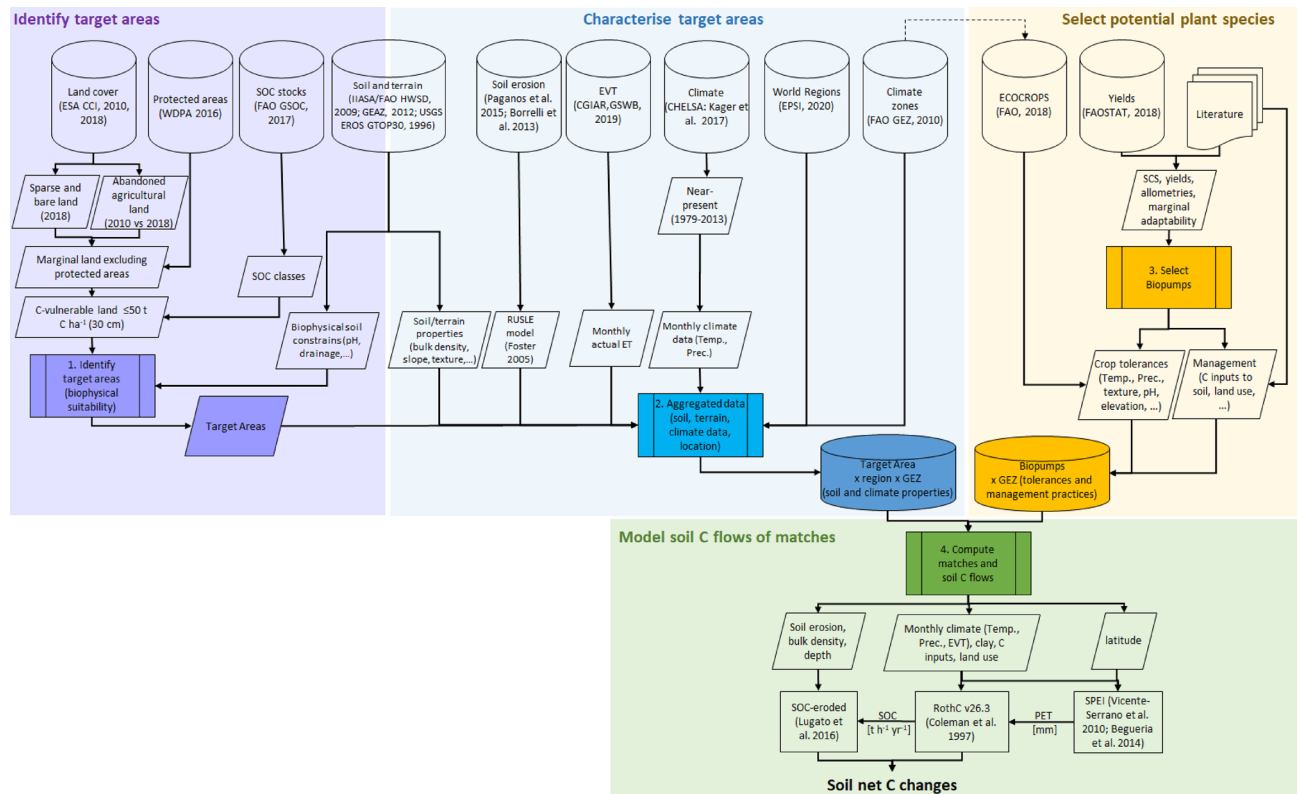 Identify target areas
Characterise target areas
Select potential plant species
Land cover
(ESA CCI, 2010,
2018)
Protected areas
(WDPA 2016)
SOC stocks
(FAO GSOC,
2017)
Soil and terrain
(IIASA/FAO HWSD,
2009; GEAZ, 2012; USGS
EROS GTOP30, 1996)
Soil erosion
(Paganos et al.
2015; Borrelli et
al. 2013)
EVT
(CGIAR,GSWB,
2019)
Climate
(CHELSA: Kager et
al. 2017)
World Regions
(EPSI, 2020)
Climate
zones
(FAO GEZ, 2010)
ECOCROPS
(FAO, 2018)
Yields
(FAOSTAT, 2018)
Literature
Sparse and
bare land
(2018)
Abandoned
agricultural
land
(2010 vs 2018)
Near-
present
(1979-2013)
SCS, yields,
allometries,
marginal
adaptability
Marginal land excluding
protected areas
SOC classes
3. Select
Biopumps
C-vulnerable land ≤50 t
C ha⁻¹ (30 cm)
Biophysical soil
constrains (pH,
drainage,...)
Soil/terrain
properties
(bulk density,
slope, texture,...)
RUSLE
model
(Foster
2005)
Monthly
actual ET
Monthly climate
data (Temp.,
Prec.)
Crop tolerances
(Temp., Prec.,
texture, pH,
elevation, ...)
Management
(C inputs to
soil, land use,
...)
1. Identify
target areas
(biophysical
suitability)
Target Areas
2. Aggregated data
(soil, terrain,
climate data,
location)
Target Area
x region x GEZ
(soil and climate properties)
Biopumps
x GEZ (tolerances and
management practices)
Model soil C flows of matches
4. Compute
matches and
soil C flows
Soil erosion,
bulk density,
depth
Monthly climate (Temp.,
Prec., EVT), clay, C
inputs, land use
latitude
SOC-eroded
(Lugato et
al. 2016)
SOC
[t h⁻¹ yr⁻¹]
RothC v26.3
(Coleman et al.
1997)
PET
[mm]
SPEI (Vicente-
Serrano et al.
2010; Begueria
et al. 2014)
Soil net C changes